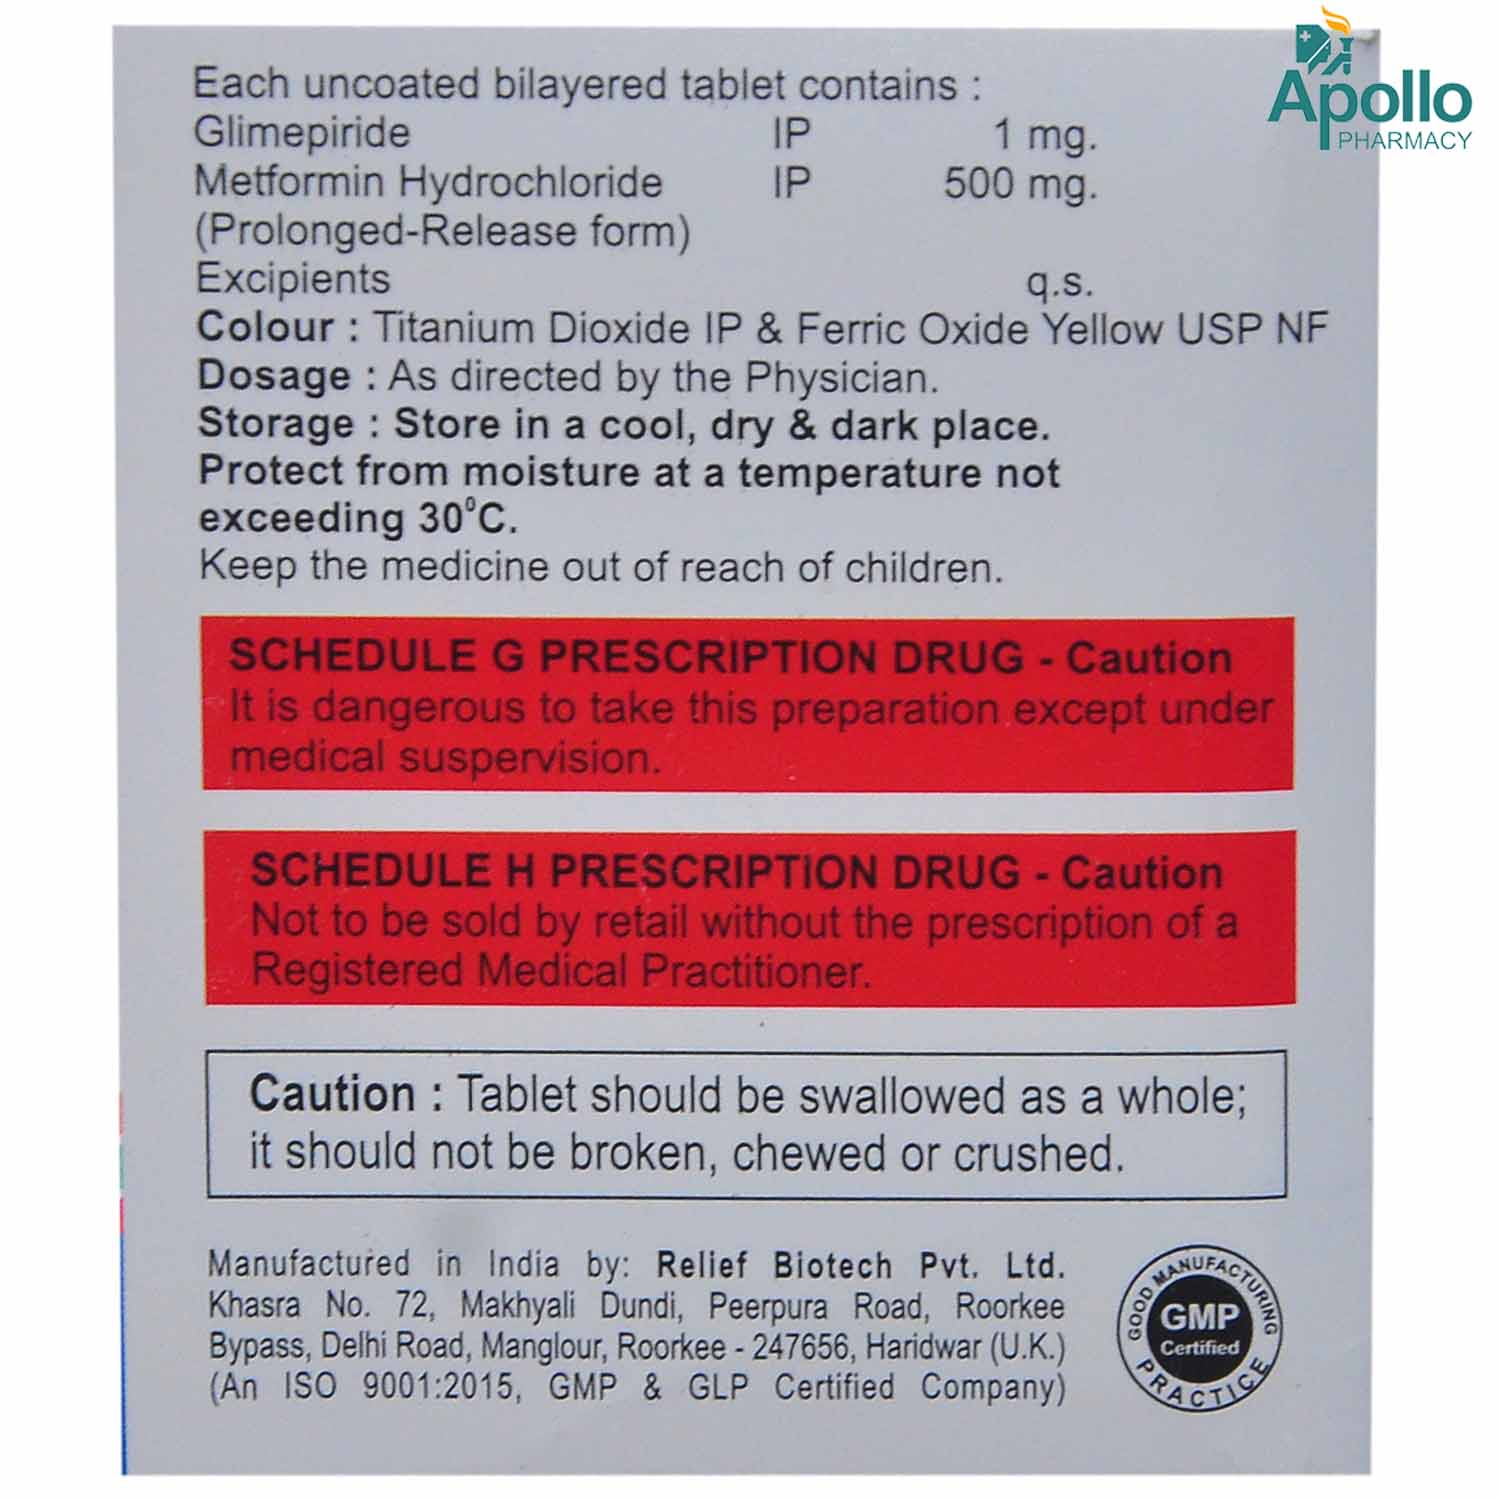 Apollo
PHARMACY
Each uncoated bilayered tablet contains :
Glimepiride IP 1 mg.
Metformin Hydrochloride IP 500 mg.
(Prolonged-Release form)
Excipients q.s.
Colour : Titanium Dioxide IP & Ferric Oxide Yellow USP NF
Dosage : As directed by the Physician.
Storage : Store in a cool, dry & dark place.
Protect from moisture at a temperature not
exceeding 30⁰C.
Keep the medicine out of reach of children.
SCHEDULE G PRESCRIPTION DRUG - Caution
It is dangerous to take this preparation except under
medical suspervision.
SCHEDULE H PRESCRIPTION DRUG - Caution
Not to be sold by retail without the prescription of a
Registered Medical Practitioner.
Caution : Tablet should be swallowed as a whole;
it should not be broken, chewed or crushed.
Manufactured in India by: Relief Biotech Pvt. Ltd.
Khasra No. 72, Makhyali Dundi, Peerpura Road, Roorkee
Bypass, Delhi Road, Manglour, Roorkee - 247656, Haridwar (U.K.)
(An ISO 9001:2015, GMP & GLP Certified Company)
GOOD MANUFACTURING
GMP
Certified
PRACTICE